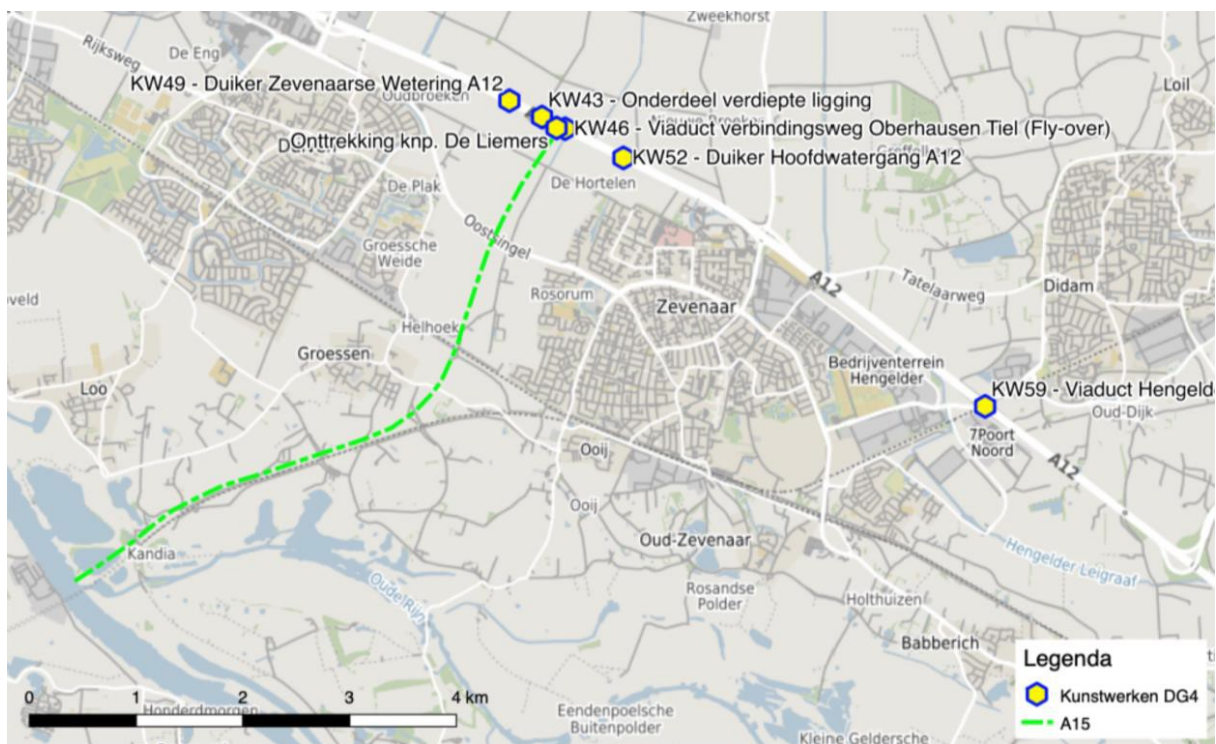 Zweekhorst
De Eng
Rijksweg
KW49 - Duiker Zevenaarse Wetering A12
Oudbroeken
KW43 - Onderdeel verdiepte ligging
Loil
KW46 - Viaduct verbindingsweg Oberhausen Tiel (Fly-over)
Onttrekking knp. De Liemers
KW52 - Duiker Hoofdwatergang A12
De Plak
De Hortelen
Groessche
Weide
Oostsingel
A12
Tatelaarweg
Didam
Rosorum
Zevenaar
Helhoek
Groessen
Bedrijventerrein
Hengelder
Loo
KW59 - Viaduct Hengeld
Oud-Dijk
7Poort
Noord
Ooij
A12
Ooij
Oud-Zevenaar
Kandia
Hengelder Leigraaf
Oude Rijn
Rosandse
Polder
Holthuizen
Babberich
Legenda
Kunstwerken DG4
A15
0 1 2 3 4 km
Honderdmorgen
Eendenpoelsche
Buitenpolder
Kleine Geldersche